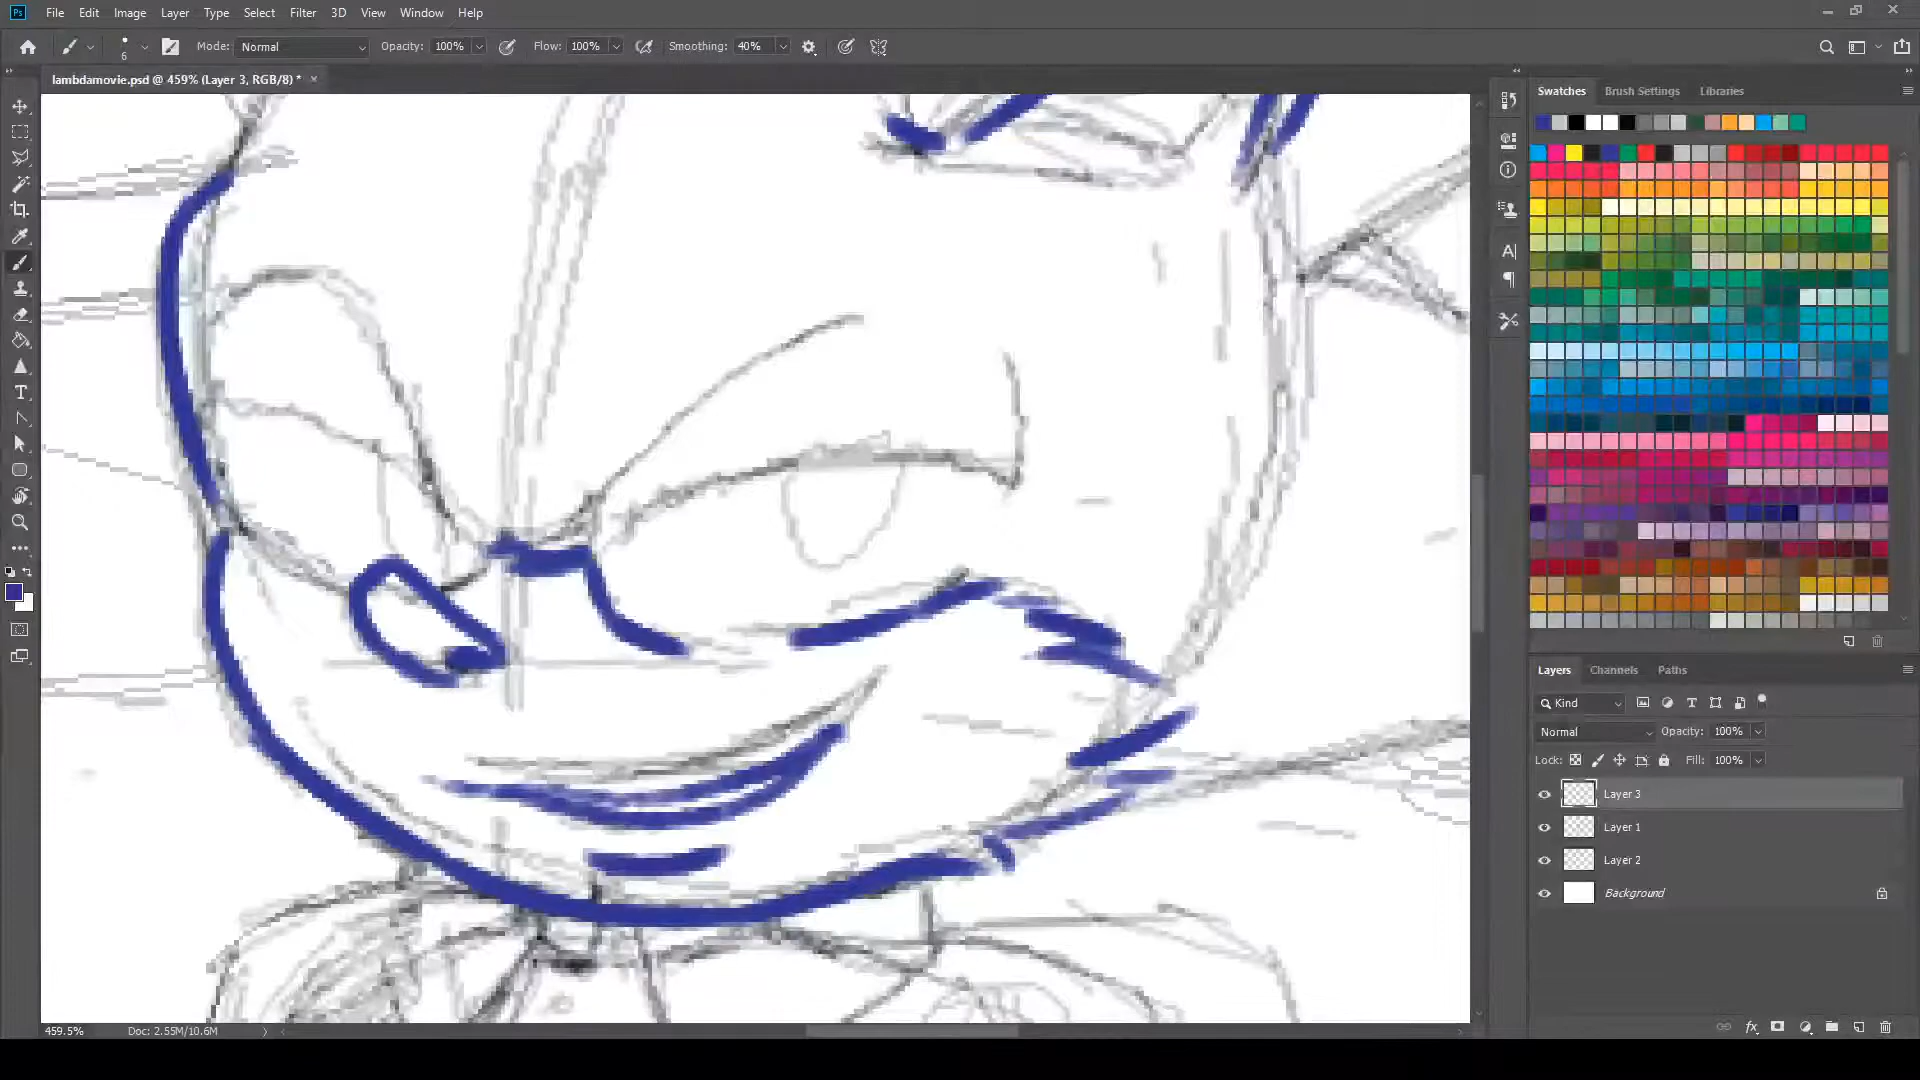 Ps File Edit Image Layer Type Select Filter 3D View Window Help
6 Mode: Normal Opacity: 100% Flow: 100% Smoothing: 40%
lambdamovie.psd @ 459% (Layer 3, RGB/8) *
Swatches Brush Settings Libraries
Layers Channels Paths
Kind
Normal Opacity: 100%
Lock: Fill: 100%
Layer 3
Layer 1
Layer 2
Background
459.5% Doc: 2.55M/10.6M